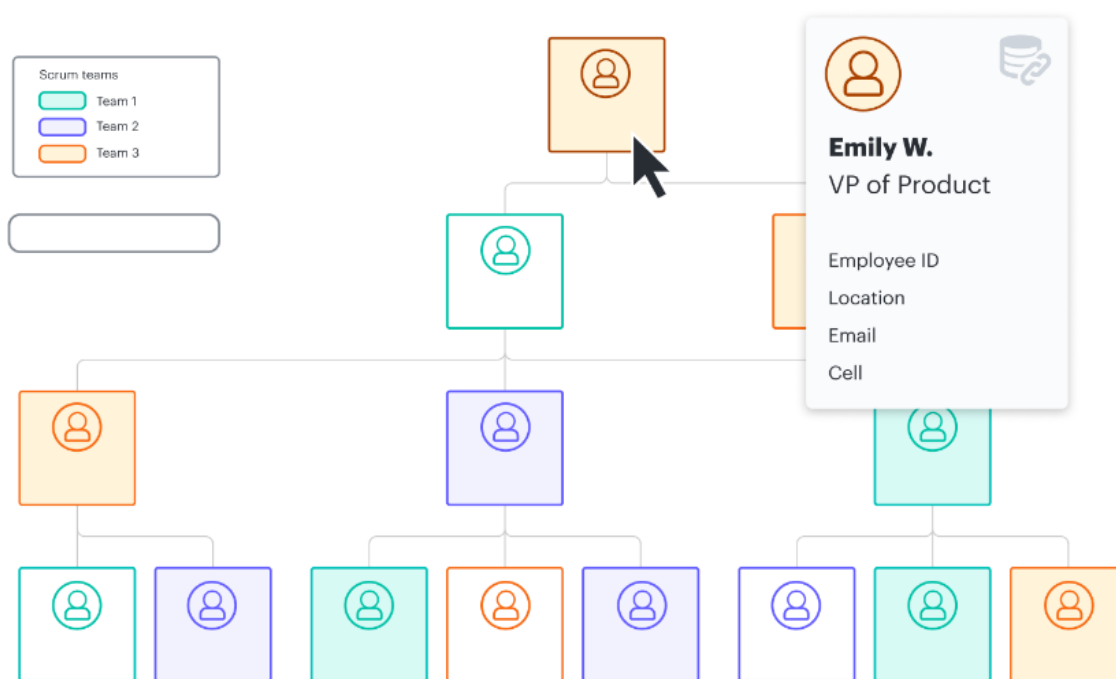 Scrum teams
Team 1
Team 2
Team 3
Emily W.
VP of Product
Employee ID
Location
Email
Cell